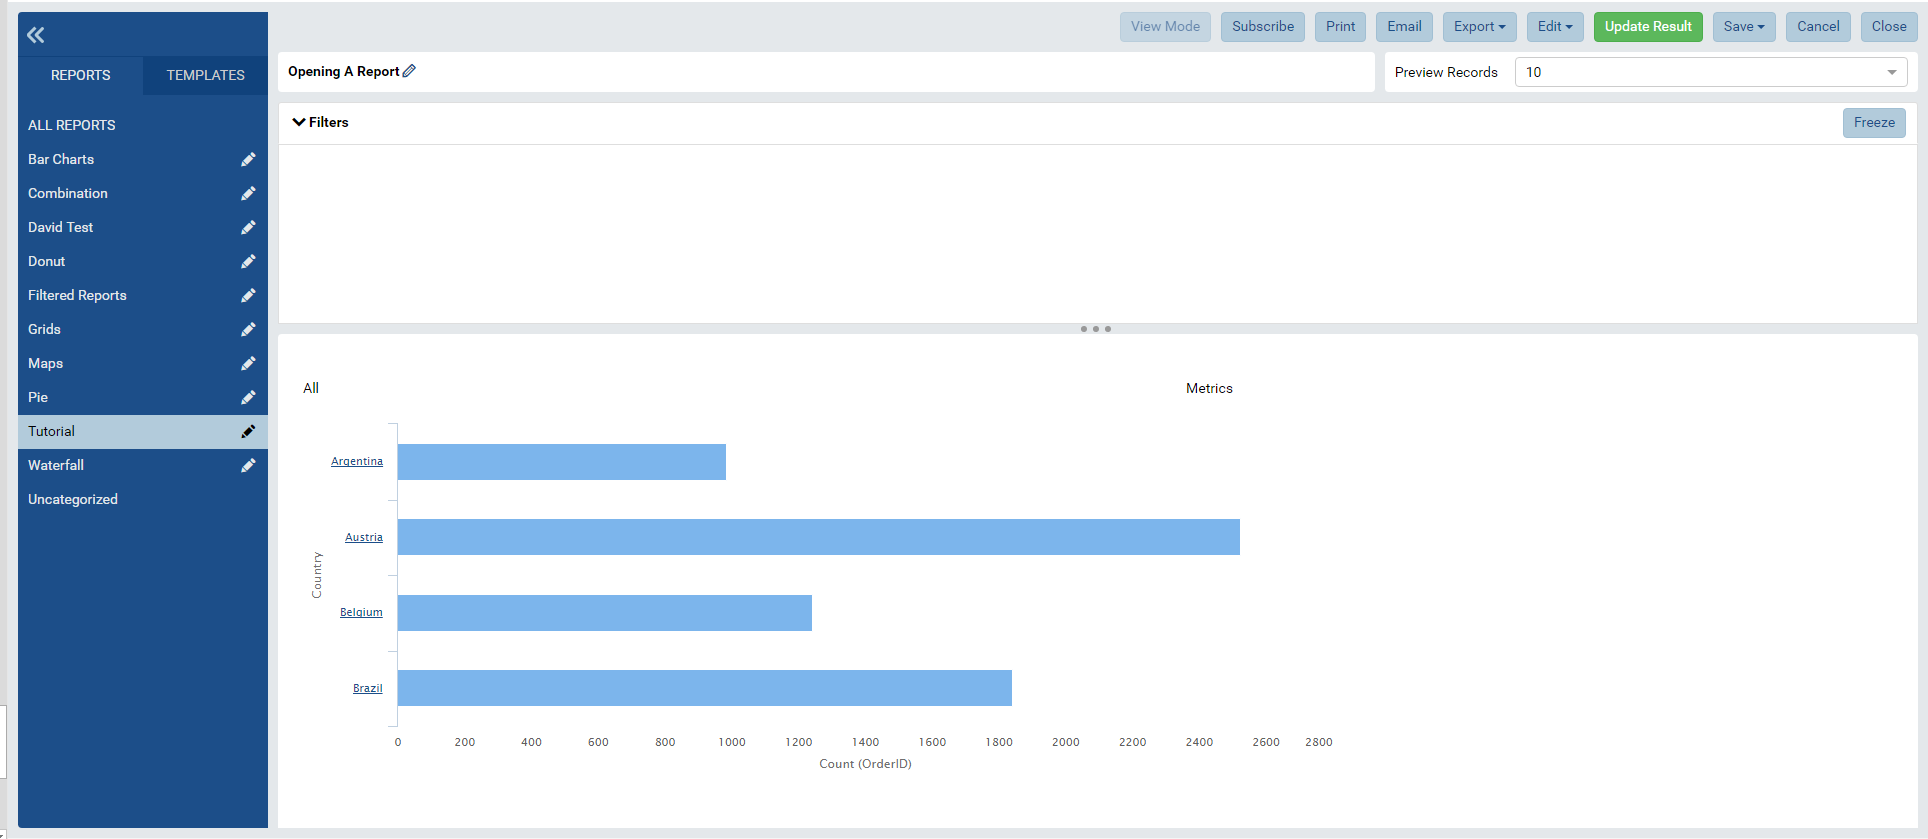 View Mode Subscribe Print Email Export Edit Update Result Save Cancel Close
REPORTS TEMPLATES
Opening A Report
Preview Records 10
ALL REPORTS
Bar Charts
Combination
David Test
Donut
Filtered Reports
Grids
Maps
Pie
Tutorial
Waterfall
Uncategorized
Filters
Freeze
All
Metrics
Country
Argentina
Austria
Belgium
Brazil
0 200 400 600 800 1000 1200 1400 1600 1800 2000 2200 2400 2600 2800
Count (OrderID)